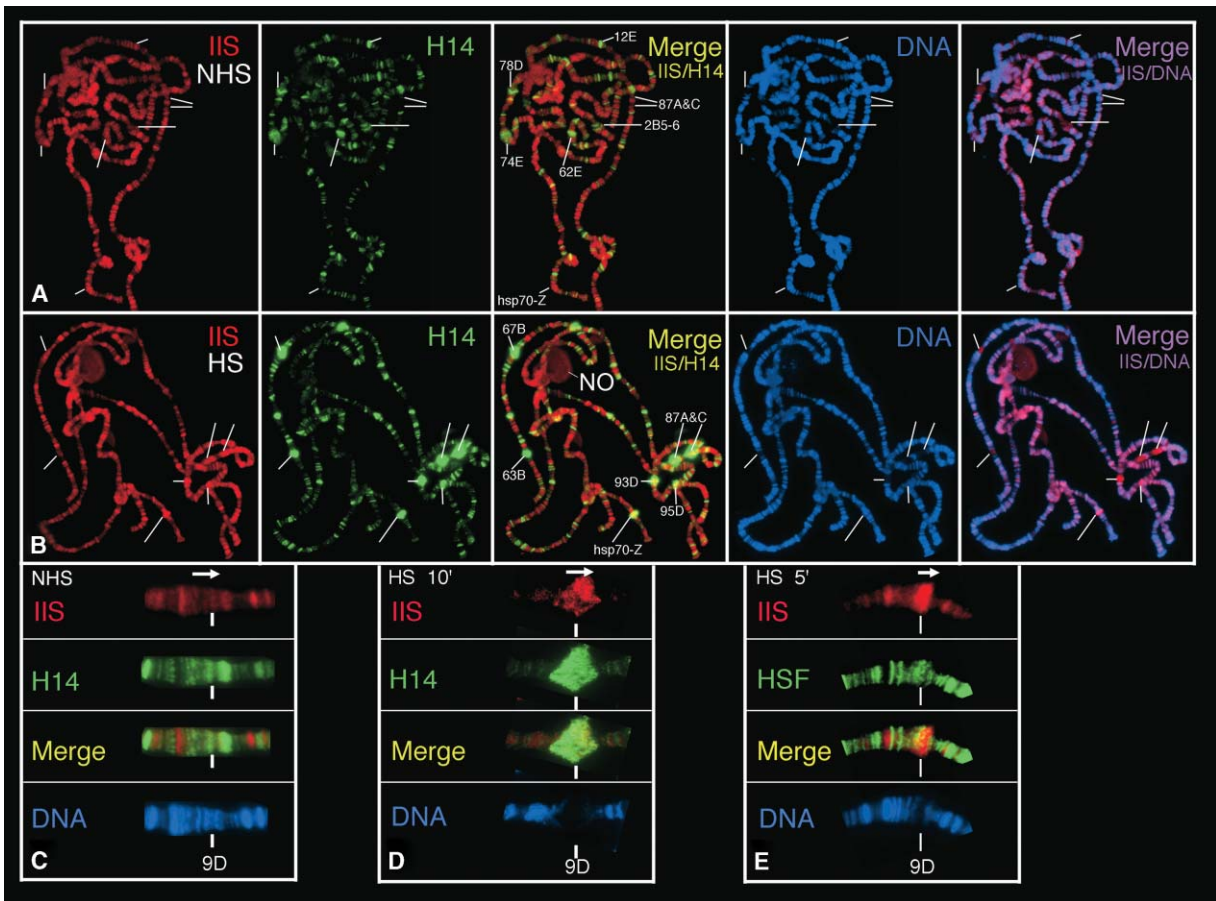 IIS
NHS
H14
Merge
IIS/H14
12E
78D
87A&C
2B5-6
74E
62E
hsp70-Z
DNA
Merge
IIS/DNA
A
IIS
HS
H14
67B
Merge
IIS/H14
NO
87A&C
63B
93D
95D
hsp70-Z
DNA
Merge
IIS/DNA
B
NHS
IIS
H14
Merge
DNA
C
9D
HS 10'
IIS
H14
Merge
DNA
D
9D
HS 5'
IIS
HSF
Merge
DNA
E
9D